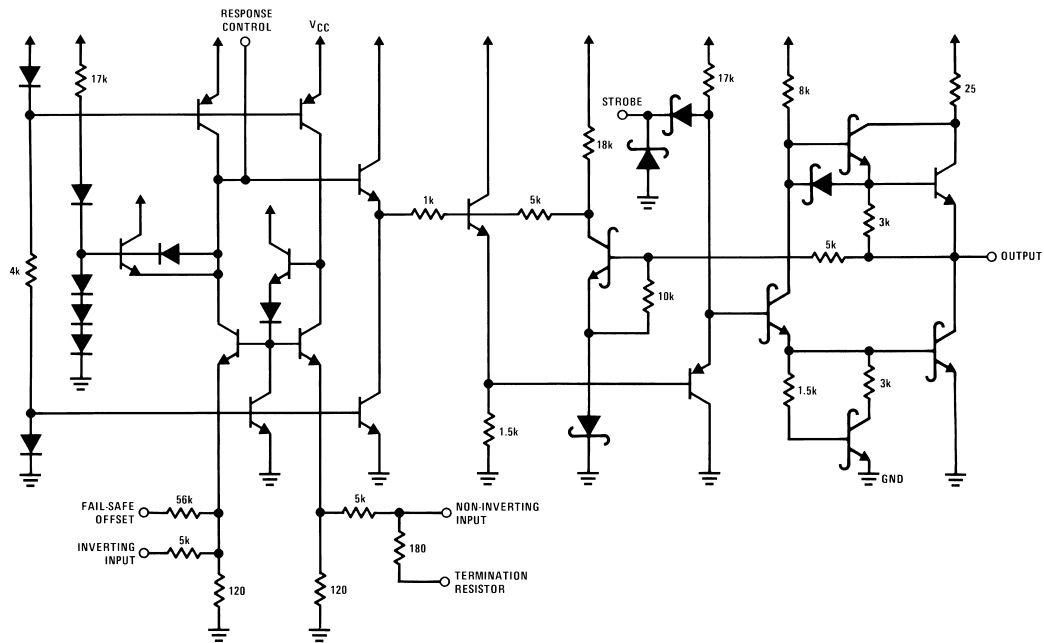 RESPONSE
CONTROL
VCC
17k
17k
8k
25
STROBE
18k
1k
5k
3k
5k
OUTPUT
4k
10k
1.5k
1.5k
3k
GND
FAIL-SAFE
OFFSET
56k
5k
NON-INVERTING
INPUT
INVERTING
INPUT
5k
180
120
120
TERMINATION
RESISTOR